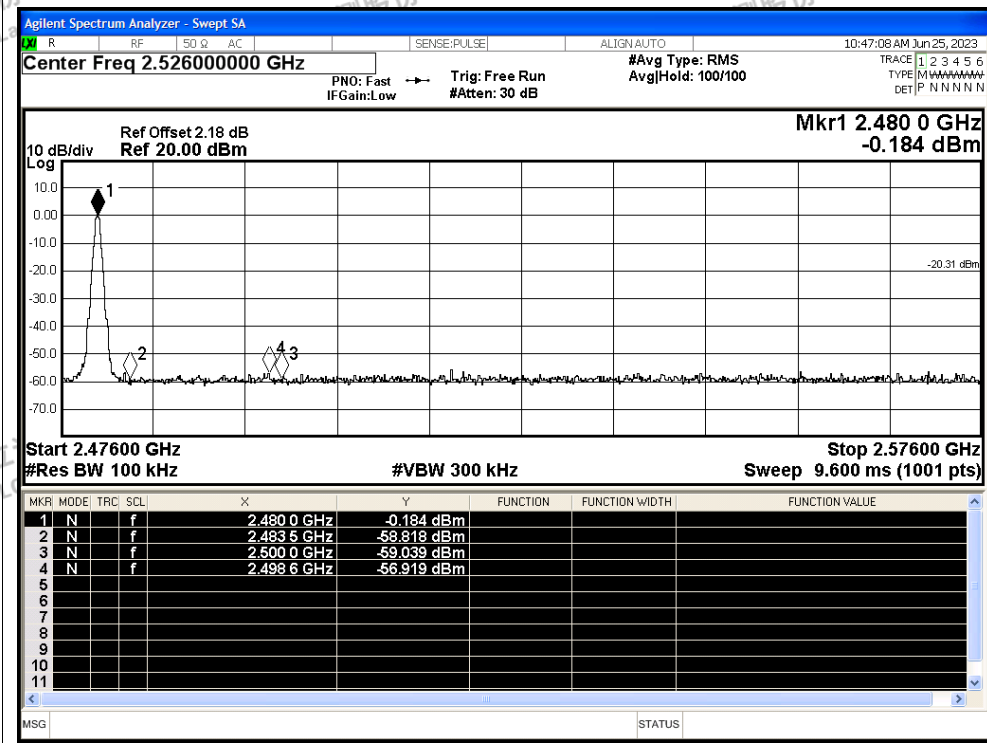 Agilent Spectrum Analyzer - Swept SA
LXI R RF 50 Ω AC SENSE:PULSE ALIGN AUTO 10:47:08 AM Jun 25, 2023
Center Freq 2.526000000 GHz
PNO: Fast
IFGain:Low
Trig: Free Run
#Atten: 30 dB
#Avg Type: RMS
Avg|Hold: 100/100
TRACE 1 2 3 4 5 6
TYPE M
DET P N N N N N
Mkr1 2.480 0 GHz
-0.184 dBm
Ref Offset 2.18 dB
10 dB/div Ref 20.00 dBm
Log
10.0
0.00
-10.0
-20.0
-30.0
-40.0
-50.0
-60.0
-70.0
1
2
4 3
-20.31 dBm
Start 2.47600 GHz Stop 2.57600 GHz
#Res BW 100 kHz #VBW 300 kHz Sweep 9.600 ms (1001 pts)
MKR MODE TRC SCL X Y FUNCTION FUNCTION WIDTH FUNCTION VALUE
1 N f 2.480 0 GHz -0.184 dBm
2 N f 2.483 5 GHz -58.818 dBm
3 N f 2.500 0 GHz -59.039 dBm
4 N f 2.498 6 GHz -56.919 dBm
5
6
7
8
9
10
11
MSG STATUS